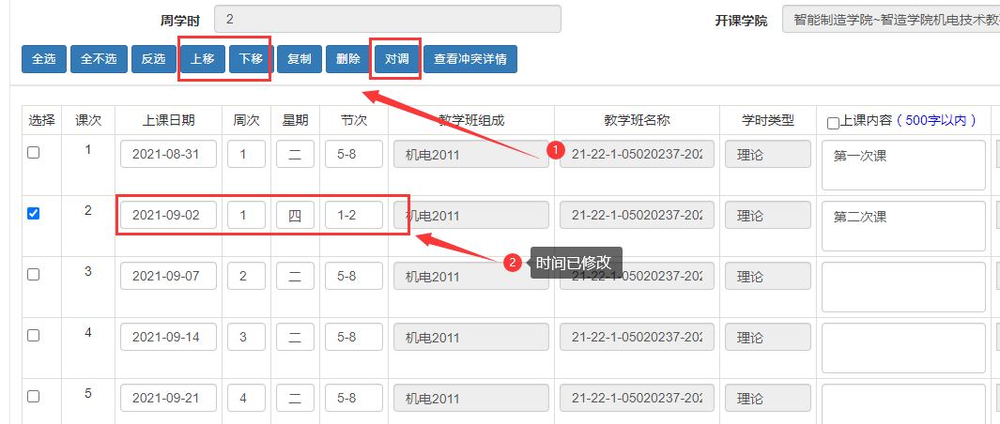 周学时 2 开课学院 智能制造学院~智造学院机电技术教
全选 全不选 反选 上移 下移 复制 删除 对调 查看冲突详情
选择 课次 上课日期 周次 星期 节次 教学班组成 教学班名称 学时类型 上课内容（500字以内）
1 2021-08-31 1 二 5-8 机电2011 1 21-22-1-05020237-202 理论 第一次课
2 2021-09-02 1 四 1-2 机电2011 21-22-1-05020237-202 理论 第二次课
2 时间已修改
3 2021-09-07 2 二 5-8 机电2011 21-22-1-05020237-202 理论
4 2021-09-14 3 二 5-8 机电2011 21-22-1-05020237-202 理论
5 2021-09-21 4 二 5-8 机电2011 21-22-1-05020237-202 理论